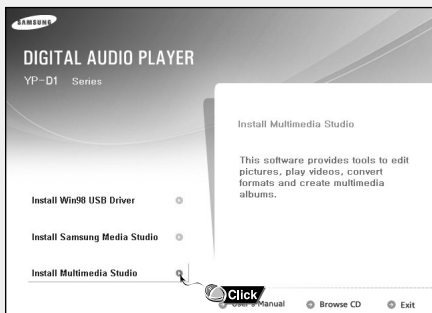 SAMSUNG
DIGITAL AUDIO PLAYER
YP-D1 Series
Install Multimedia Studio
This software provides tools to edit
pictures, play videos, convert
formats and create multimedia
albums.
Install Win98 USB Driver
Install Samsung Media Studio
Install Multimedia Studio
Click
User's Manual
Browse CD
Exit